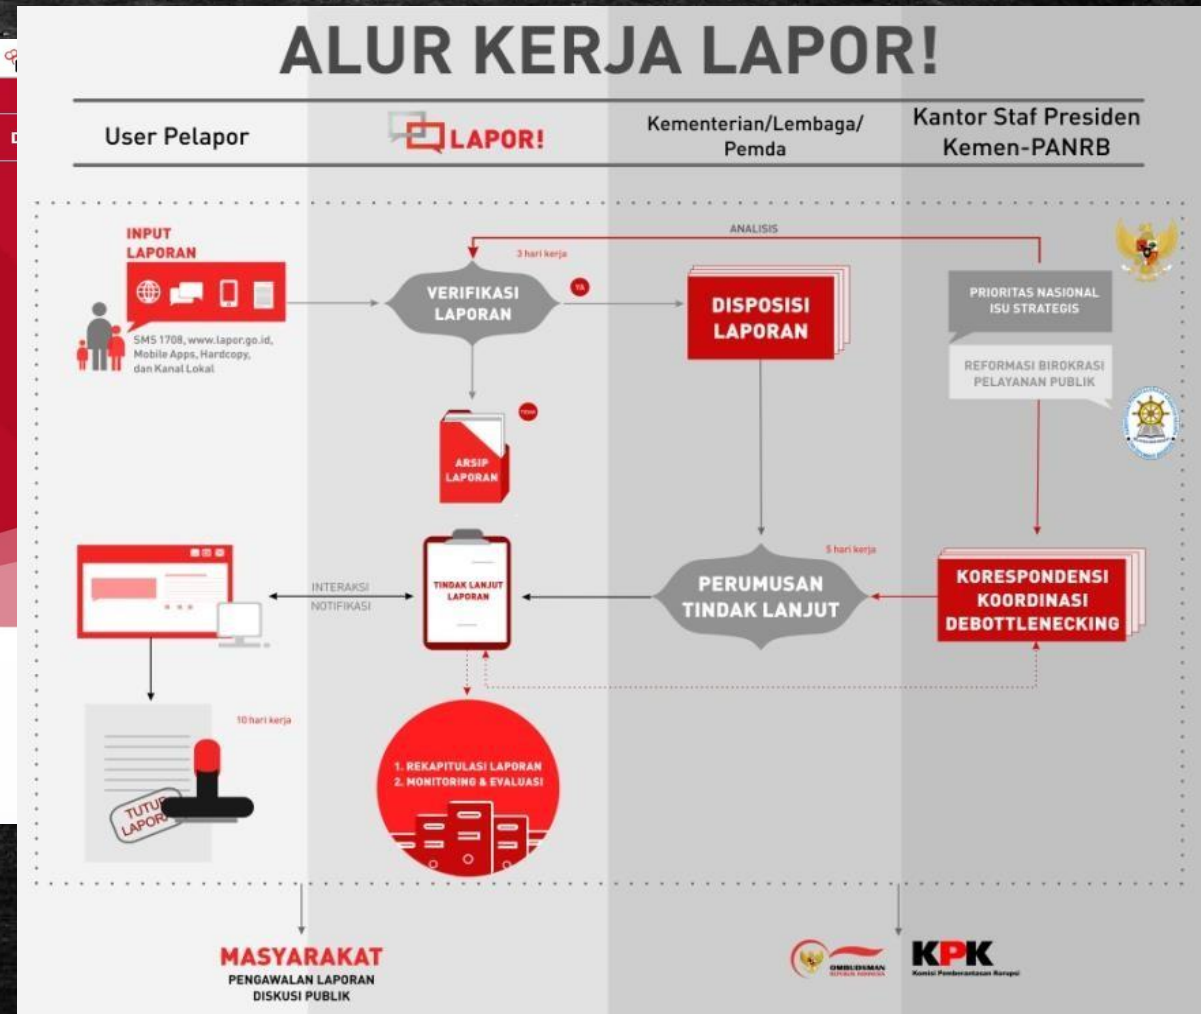 ALUR KERJA LAPOR!
User Pelapor
LAPOR!
Kementerian/Lembaga/
Pemda
Kantor Staf Presiden
Kemen-PANRB
INPUT
LAPORAN
SMS 1708, www.lapor.go.id,
Mobile Apps, Hardcopy,
dan Kanal Lokal
3 hari kerja
VERIFIKASI
LAPORAN
YA
ANALISIS
DISPOSISI
LAPORAN
PRIORITAS NASIONAL
ISU STRATEGIS
REFORMASI BIROKRASI
PELAYANAN PUBLIK
TIDAK
ARSIP
LAPORAN
INTERAKSI
NOTIFIKASI
TINDAK LANJUT
LAPORAN
5 hari kerja
PERUMUSAN
TINDAK LANJUT
KORESPONDENSI
KOORDINASI
DEBOTTLENECKING
10 hari kerja
TUTUP
LAPOR
1. REKAPITULASI LAPORAN
2. MONITORING & EVALUASI
MASYARAKAT
PENGAWALAN LAPORAN
DISKUSI PUBLIK
OMBUDSMAN
REPUBLIK INDONESIA
KPK
Komisi Pemberantasan Korupsi